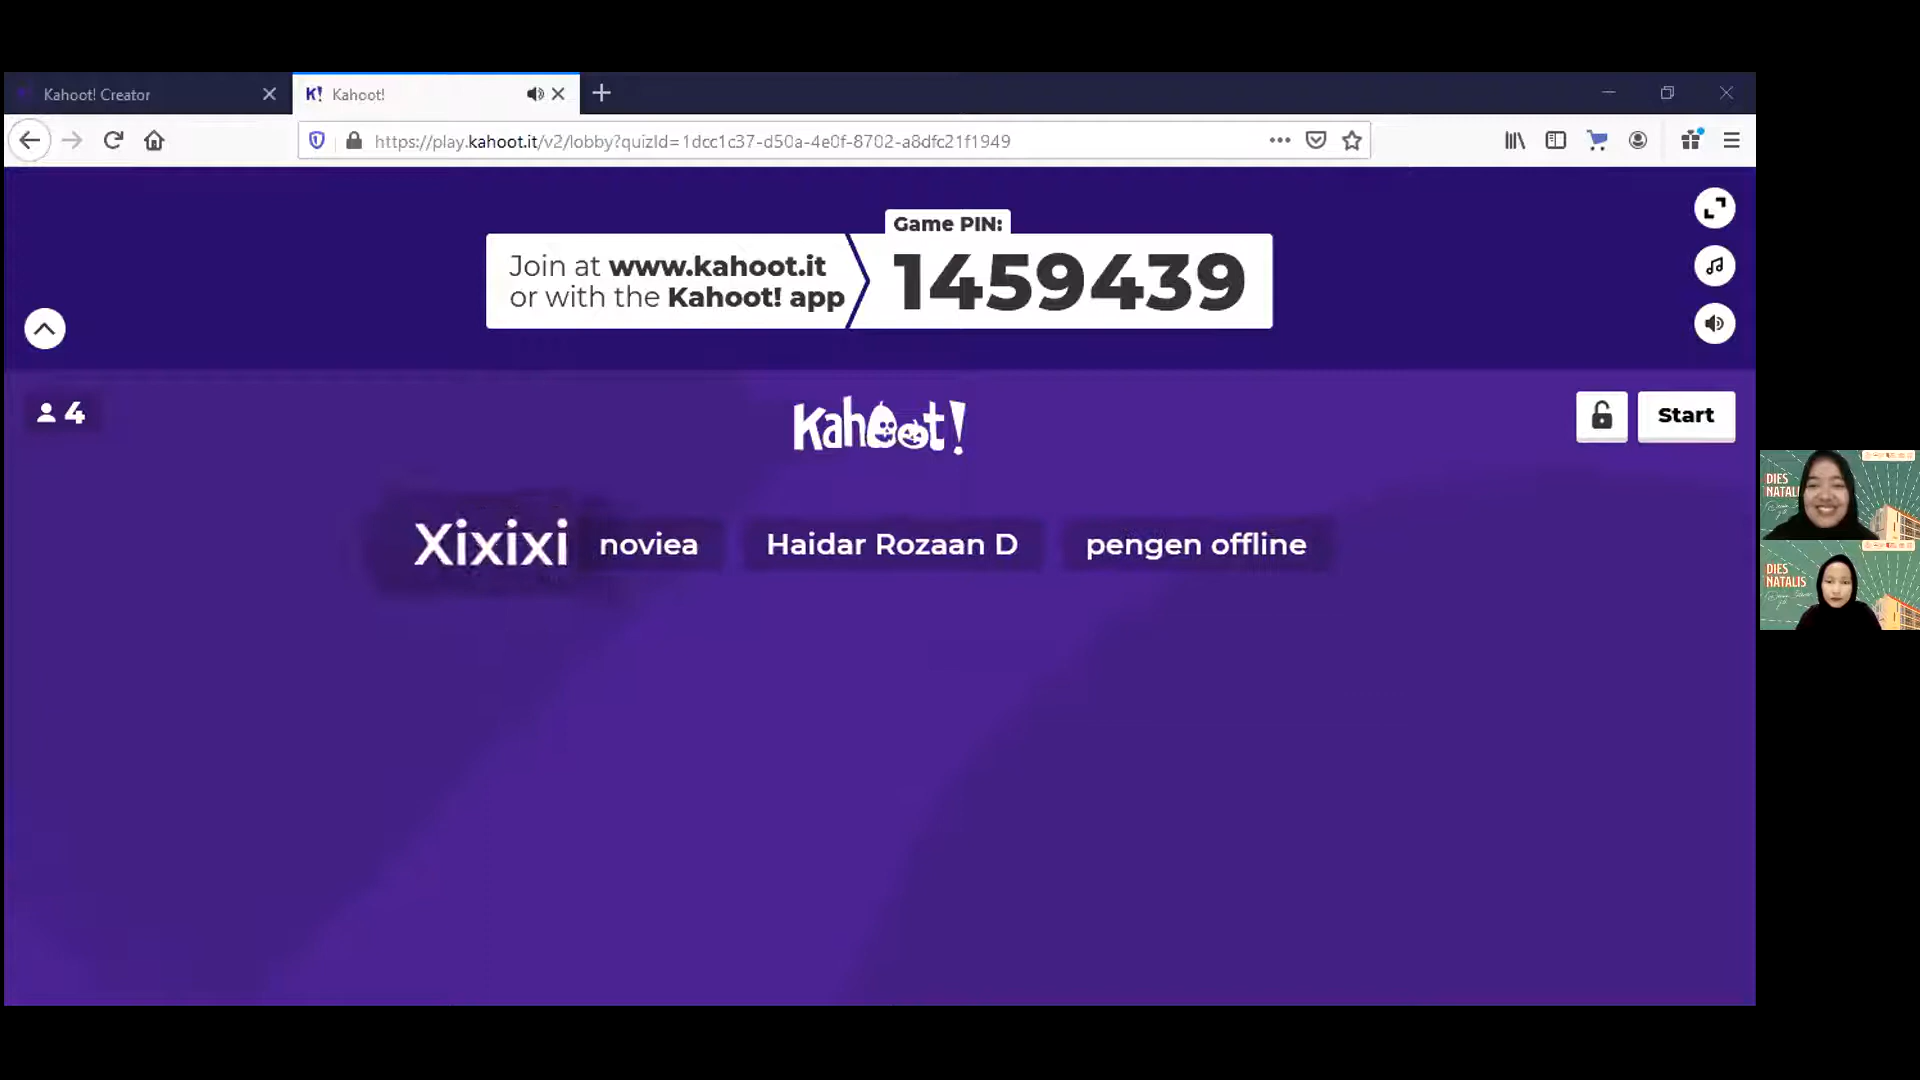 Kahoot! Creator
K! Kahoot!
https://play.kahoot.it/v2/lobby?quizId=1dcc1c37-d50a-4e0f-8702-a8dfc21f1949
Game PIN:
Join at www.kahoot.it
or with the Kahoot! app
1459439
4
Kahoot!
Start
Xixixi
noviea
Haidar Rozaan D
pengen offline
DIES
DIES
NATALIS